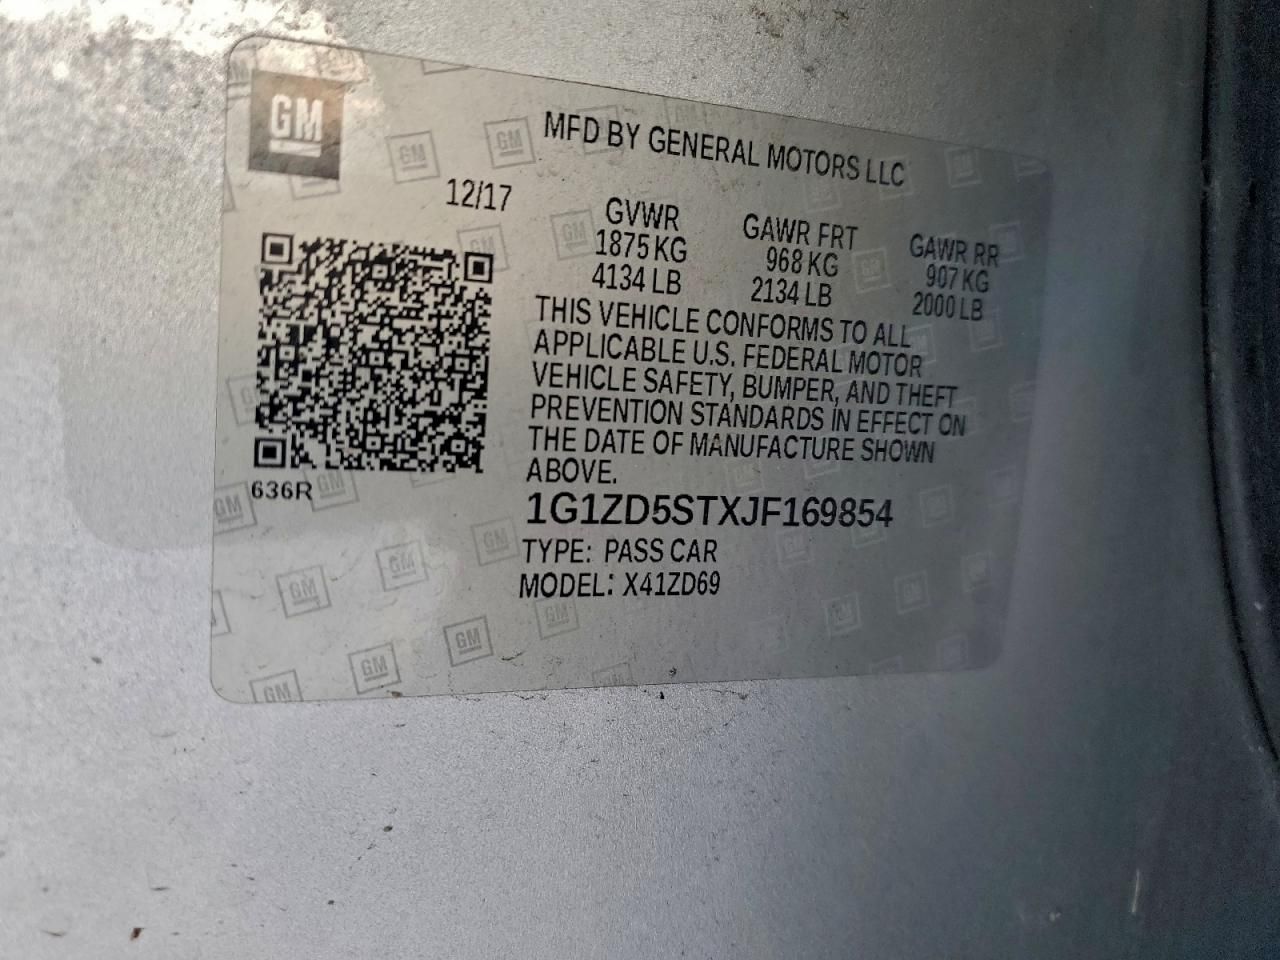 GM
MFD BY GENERAL MOTORS LLC
12/17
GVWR
1875 KG
4134 LB
GAWR FRT
968 KG
2134 LB
GAWR RR
907 KG
2000 LB
THIS VEHICLE CONFORMS TO ALL
APPLICABLE U.S. FEDERAL MOTOR
VEHICLE SAFETY, BUMPER, AND THEFT
PREVENTION STANDARDS IN EFFECT ON
THE DATE OF MANUFACTURE SHOWN
ABOVE.
636R
1G1ZD5STXJF169854
TYPE: PASS CAR
MODEL: X41ZD69